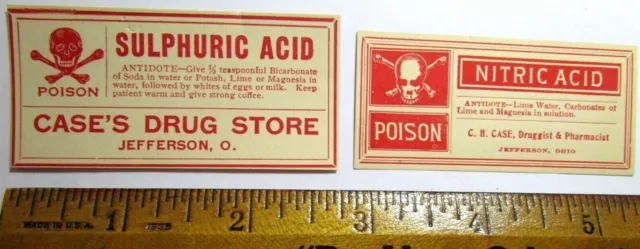 SULPHURIC ACID
ANTIDOTE—Give ½ teaspoonful Bicarbonate
of Soda in water or Potash, Lime or Magnesia in
water, followed by whites of eggs or milk. Keep
patient warm and give strong coffee.
POISON
CASE'S DRUG STORE
JEFFERSON, O.
NITRIC ACID
ANTIDOTE—Lime Water, Carbonates of
Lime and Magnesia in solution.
POISON
C. H. CASE, Druggist & Pharmacist
JEFFERSON, OHIO
1 2 3 4 5
MADE IN U.S.A.